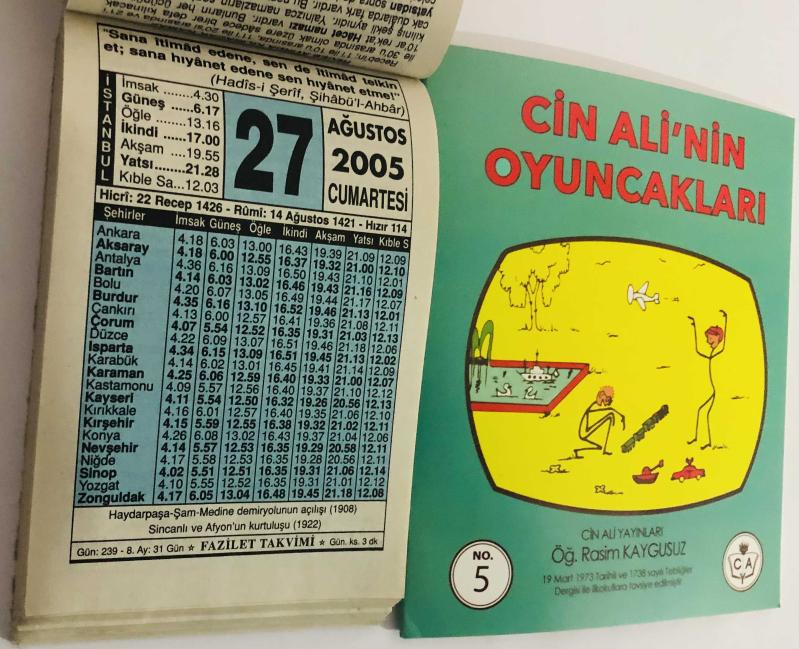 "Sana îtimâd edene, sen de îtimâd telkin
et; sana hıyânet edene sen hıyânet etme!"
(Hadîs-i Şerîf, Şihâbü'l-Ahbâr)
İSTANBUL
İmsak ........4.30
Güneş .....6.17
Öğle ........13.16
İkindi .....17.00
Akşam ....19.55
Yatsı......21.28
Kıble Sa...12.03
27
AĞUSTOS
2005
CUMARTESİ
Hicrî: 22 Recep 1426 - Rûmî: 14 Ağustos 1421 - Hızır 114
Şehirler İmsak Güneş Öğle İkindi Akşam Yatsı Kıble S
Ankara 4.18 6.03 13.00 16.43 19.39 21.09 12.09
Aksaray 4.18 6.00 12.55 16.37 19.32 21.00 12.10
Antalya 4.36 6.16 13.09 16.50 19.43 21.10 12.01
Bartın 4.14 6.03 13.02 16.46 19.43 21.16 12.09
Bolu 4.20 6.07 13.05 16.49 19.44 21.17 12.07
Burdur 4.35 6.16 13.10 16.52 19.46 21.13 12.01
Çankırı 4.13 6.00 12.57 16.41 19.36 21.08 12.11
Çorum 4.07 5.54 12.52 16.35 19.31 21.03 12.13
Düzce 4.22 6.09 13.07 16.51 19.46 21.19 12.06
Isparta 4.34 6.15 13.09 16.51 19.45 21.13 12.02
Karabük 4.14 6.02 13.01 16.45 19.41 21.14 12.09
Karaman 4.25 6.06 12.59 16.40 19.33 21.00 12.07
Kastamonu 4.09 5.57 12.56 16.40 19.37 21.10 12.12
Kayseri 4.11 5.54 12.50 16.32 19.26 20.56 12.13
Kırıkkale 4.16 6.01 12.57 16.40 19.35 21.06 12.10
Kırşehir 4.15 5.59 12.55 16.38 19.32 21.02 12.11
Konya 4.26 6.08 13.02 16.43 19.37 21.04 12.06
Nevşehir 4.14 5.57 12.53 16.35 19.29 20.58 12.11
Niğde 4.17 5.58 12.53 16.35 19.28 20.56 12.11
Sinop 4.02 5.51 12.51 16.35 19.31 21.06 12.14
Yozgat 4.10 5.55 12.52 16.35 19.31 21.01 12.12
Zonguldak 4.17 6.05 13.04 16.48 19.45 21.18 12.08
Haydarpaşa-Şam-Medine demiryolunun açılışı (1908)
Sincanlı ve Afyon'un kurtuluşu (1922)
Gün: 239 - 8. Ay: 31 Gün ★ FAZİLET TAKVİMİ ★ Gün. ks. 3 dk
CİN ALİ'NİN
OYUNCAKLARI
CİN ALİ YAYINLARI
Öğ. Rasim KAYGUSUZ
19 Mart 1973 Tarihli ve 1738 sayılı Tebliğler
Dergisi ile ilkokullara tavsiye edilmiştir
NO.
5
C A